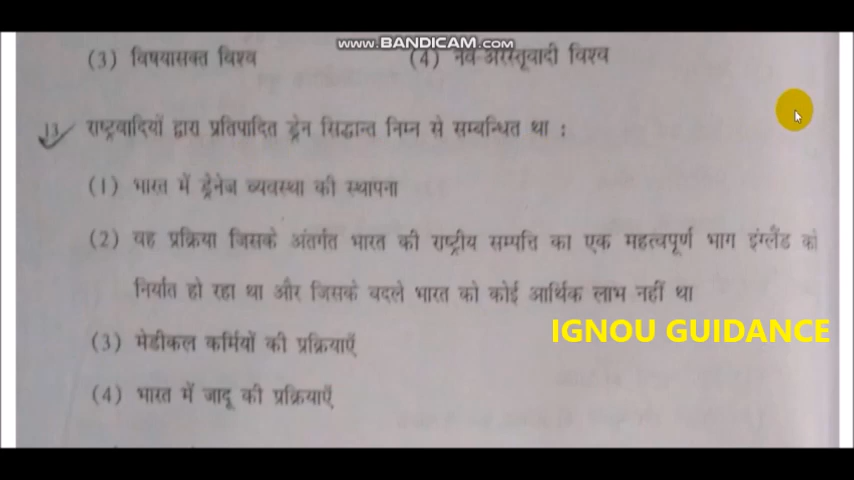 www.BANDICAM.com
(3) विषयासक्त विश्व (4) नव-अरस्तूवादी विश्व
13. राष्ट्रवादियों द्वारा प्रतिपादित ड्रेन सिद्धान्त निम्न से सम्बन्धित था :
(1) भारत में ड्रैनेज व्यवस्था की स्थापना
(2) वह प्रक्रिया जिसके अंतर्गत भारत की राष्ट्रीय सम्पत्ति का एक महत्वपूर्ण भाग इंग्लैंड को
निर्यात हो रहा था और जिसके बदले भारत को कोई आर्थिक लाभ नहीं था
IGNOU GUIDANCE
(3) मेडीकल कर्मियों की प्रक्रियाएँ
(4) भारत में जादू की प्रक्रियाएँ